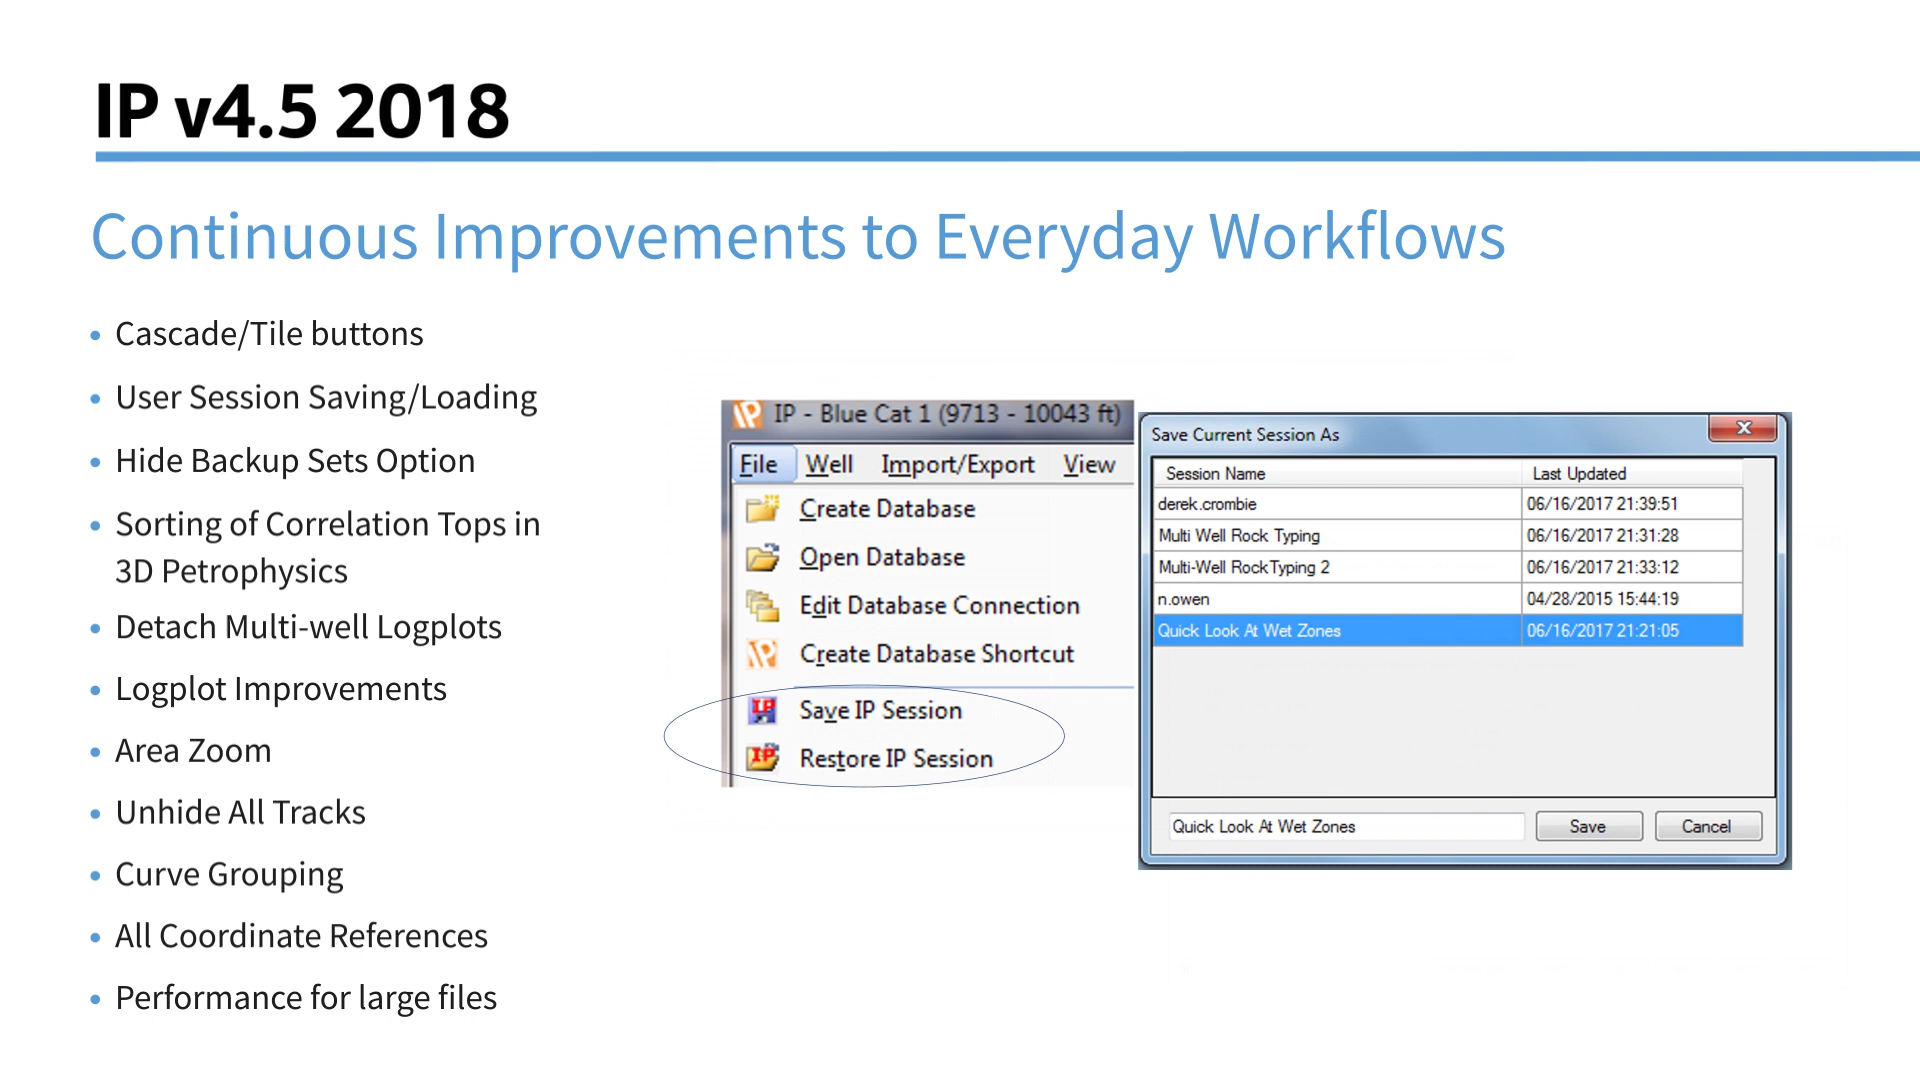 IP v4.5 2018
Continuous Improvements to Everyday Workflows
• Cascade/Tile buttons
• User Session Saving/Loading
• Hide Backup Sets Option
• Sorting of Correlation Tops in
3D Petrophysics
• Detach Multi-well Logplots
• Logplot Improvements
• Area Zoom
• Unhide All Tracks
• Curve Grouping
• All Coordinate References
• Performance for large files
IP - Blue Cat 1 (9713 - 10043 ft)
File Well Import/Export View
Create Database
Open Database
Edit Database Connection
Create Database Shortcut
Save IP Session
Restore IP Session
Save Current Session As
Session Name Last Updated
derek.crombie 06/16/2017 21:39:51
Multi Well Rock Typing 06/16/2017 21:31:28
Multi-Well RockTyping 2 06/16/2017 21:33:12
n.owen 04/28/2015 15:44:19
Quick Look At Wet Zones 06/16/2017 21:21:05
Quick Look At Wet Zones Save Cancel